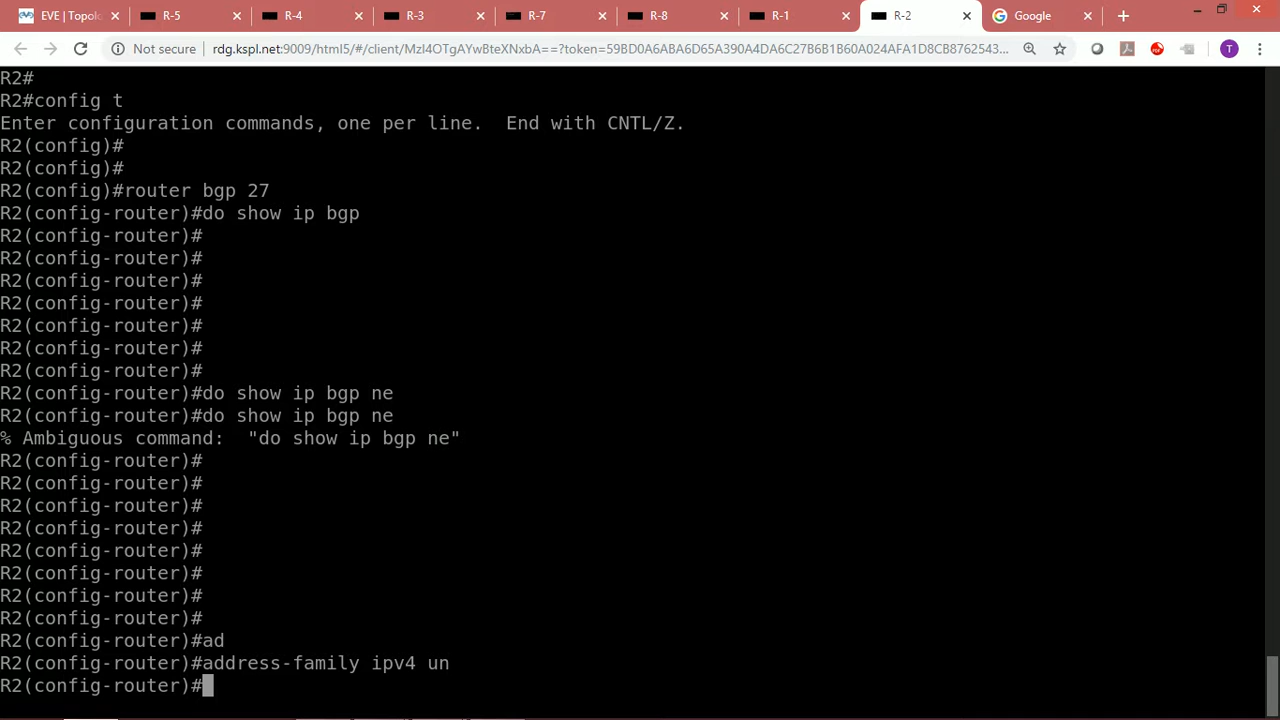 EVE | Topolo
R-5
R-4
R-3
R-7
R-8
R-1
R-2
Google
Not secure
rdg.kspl.net:9009/html5/#/client/MzI4OTgAYwBteXNxbA==?token=59BD0A6ABA6D65A390A4DA6C27B6B1B60A024AFA1D8CB8762543...
T
R2#
R2#config t
Enter configuration commands, one per line.  End with CNTL/Z.
R2(config)#
R2(config)#
R2(config)#router bgp 27
R2(config-router)#do show ip bgp
R2(config-router)#
R2(config-router)#
R2(config-router)#
R2(config-router)#
R2(config-router)#
R2(config-router)#
R2(config-router)#
R2(config-router)#do show ip bgp ne
R2(config-router)#do show ip bgp ne
% Ambiguous command:  "do show ip bgp ne"
R2(config-router)#
R2(config-router)#
R2(config-router)#
R2(config-router)#
R2(config-router)#
R2(config-router)#
R2(config-router)#
R2(config-router)#
R2(config-router)#ad
R2(config-router)#address-family ipv4 un
R2(config-router)#